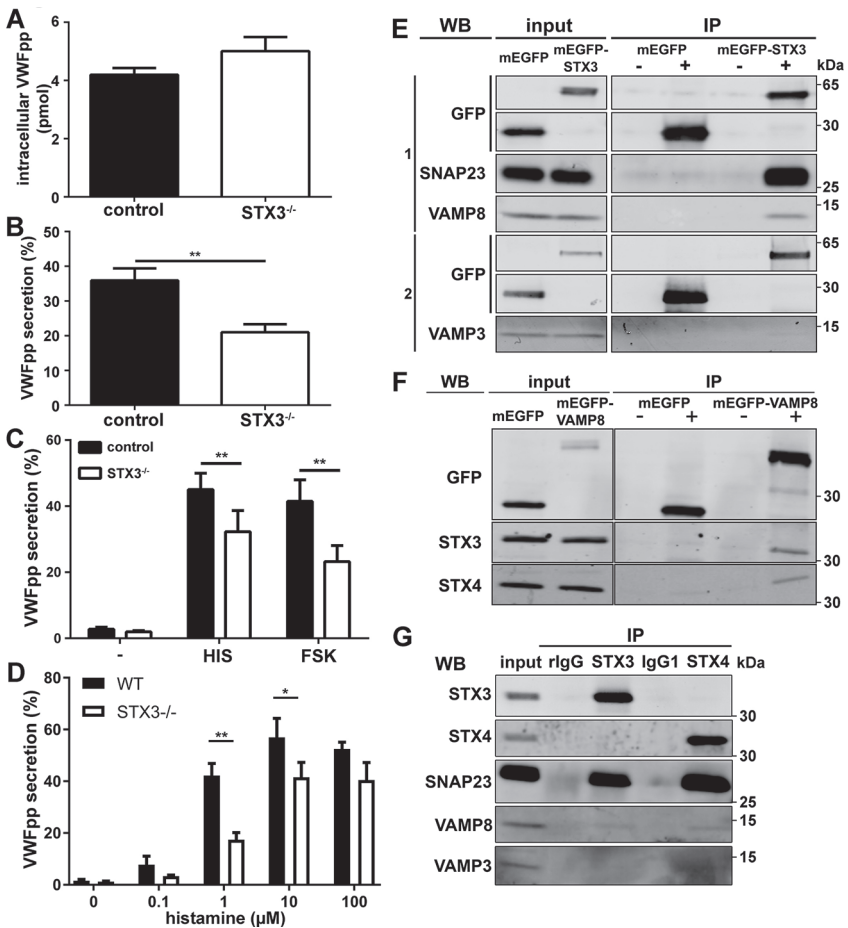 A
intracellular VWFpp
(pmol)
6
4
2
0
control
STX3-/-
B
VWFpp secretion (%)
50
40
30
20
10
0
**
control
STX3-/-
C
VWFpp secretion (%)
60
40
20
0
control
STX3-/-
**
**
-
HIS
FSK
D
VWFpp secretion (%)
80
60
40
20
0
WT
STX3-/-
**
*
0
0.1
1
10
100
histamine (µM)
E
WB
input
IP
mEGFP
mEGFP-
STX3
mEGFP
mEGFP-STX3
-
+
-
+
kDa
1
GFP
65
30
SNAP23
25
VAMP8
15
2
GFP
65
30
VAMP3
15
F
WB
input
IP
mEGFP
mEGFP-
VAMP8
mEGFP
mEGFP-VAMP8
-
+
-
+
GFP
30
STX3
30
STX4
30
G
IP
WB
input
rIgG
STX3
IgG1
STX4
kDa
STX3
30
STX4
30
SNAP23
25
VAMP8
15
VAMP3
15